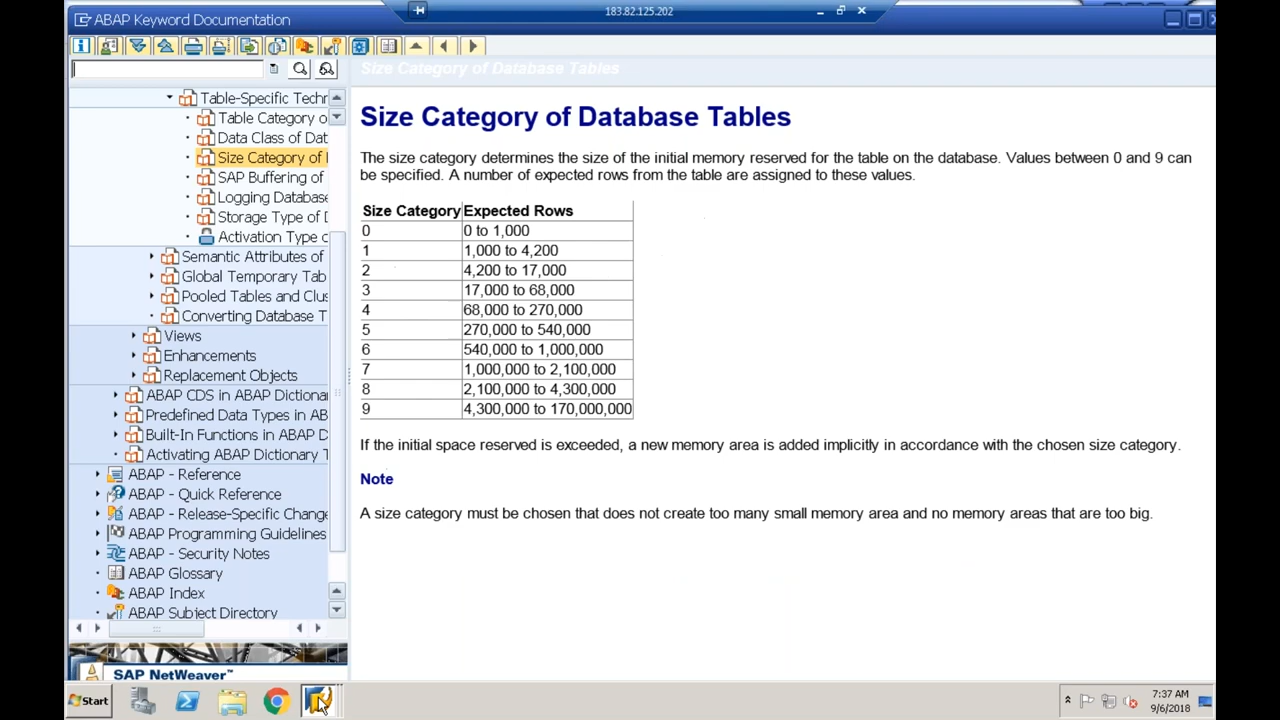 183.82.125.202
ABAP Keyword Documentation
Size Category of Database Tables
Table-Specific Techr
Table Category o
Data Class of Dat
Size Category of
SAP Buffering of
Logging Database
Storage Type of D
Activation Type o
Semantic Attributes of
Global Temporary Tab
Pooled Tables and Clus
Converting Database T
Views
Enhancements
Replacement Objects
ABAP CDS in ABAP Dictiona
Predefined Data Types in AB
Built-In Functions in ABAP D
Activating ABAP Dictionary T
ABAP - Reference
ABAP - Quick Reference
ABAP - Release-Specific Change
ABAP Programming Guidelines
ABAP - Security Notes
ABAP Glossary
ABAP Index
ABAP Subject Directory
SAP NetWeaver™
Size Category of Database Tables
The size category determines the size of the initial memory reserved for the table on the database. Values between 0 and 9 can
be specified. A number of expected rows from the table are assigned to these values.
Size Category Expected Rows
0 0 to 1,000
1 1,000 to 4,200
2 4,200 to 17,000
3 17,000 to 68,000
4 68,000 to 270,000
5 270,000 to 540,000
6 540,000 to 1,000,000
7 1,000,000 to 2,100,000
8 2,100,000 to 4,300,000
9 4,300,000 to 170,000,000
If the initial space reserved is exceeded, a new memory area is added implicitly in accordance with the chosen size category.
Note
A size category must be chosen that does not create too many small memory area and no memory areas that are too big.
Start
7:37 AM
9/6/2018